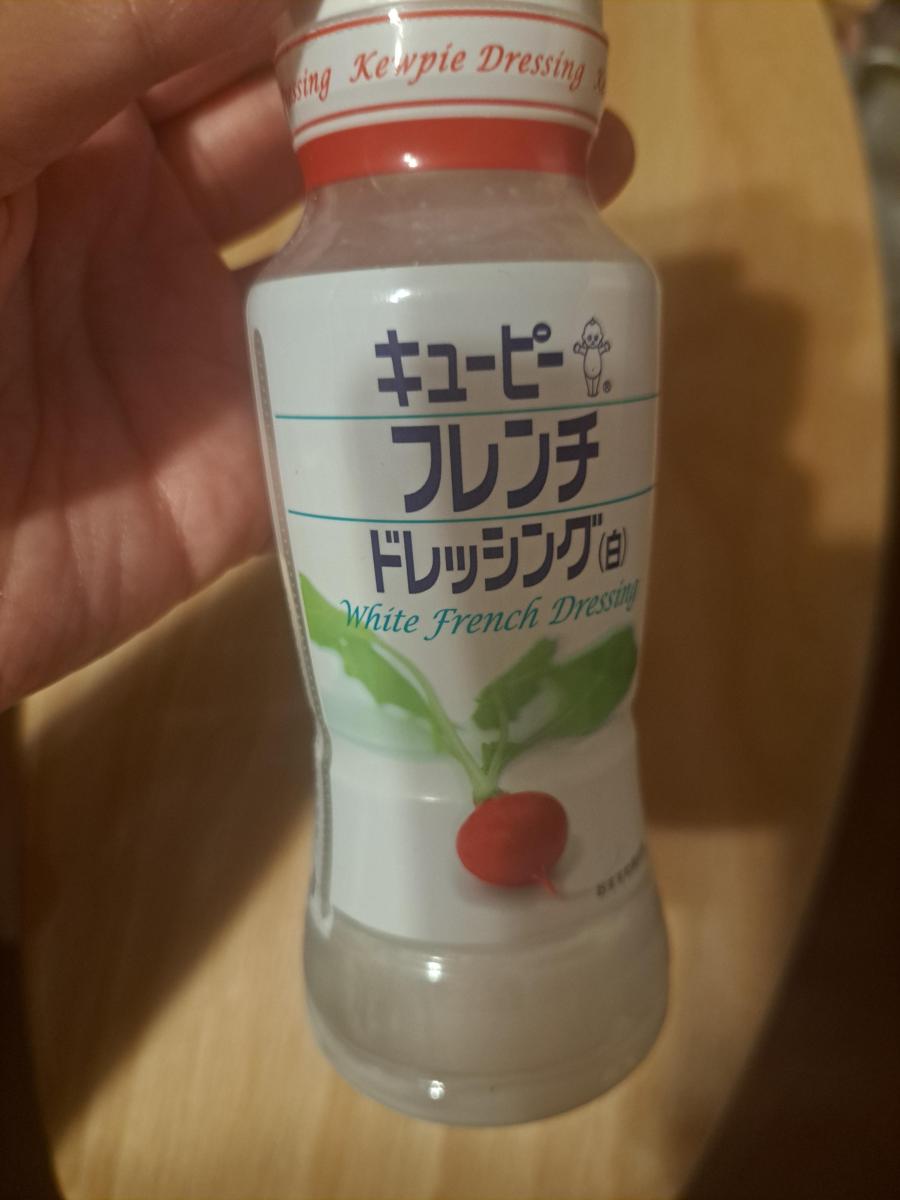 Kewpie Dressing
キューピー ®
フレンチ
ドレッシング(白)
White French Dressing